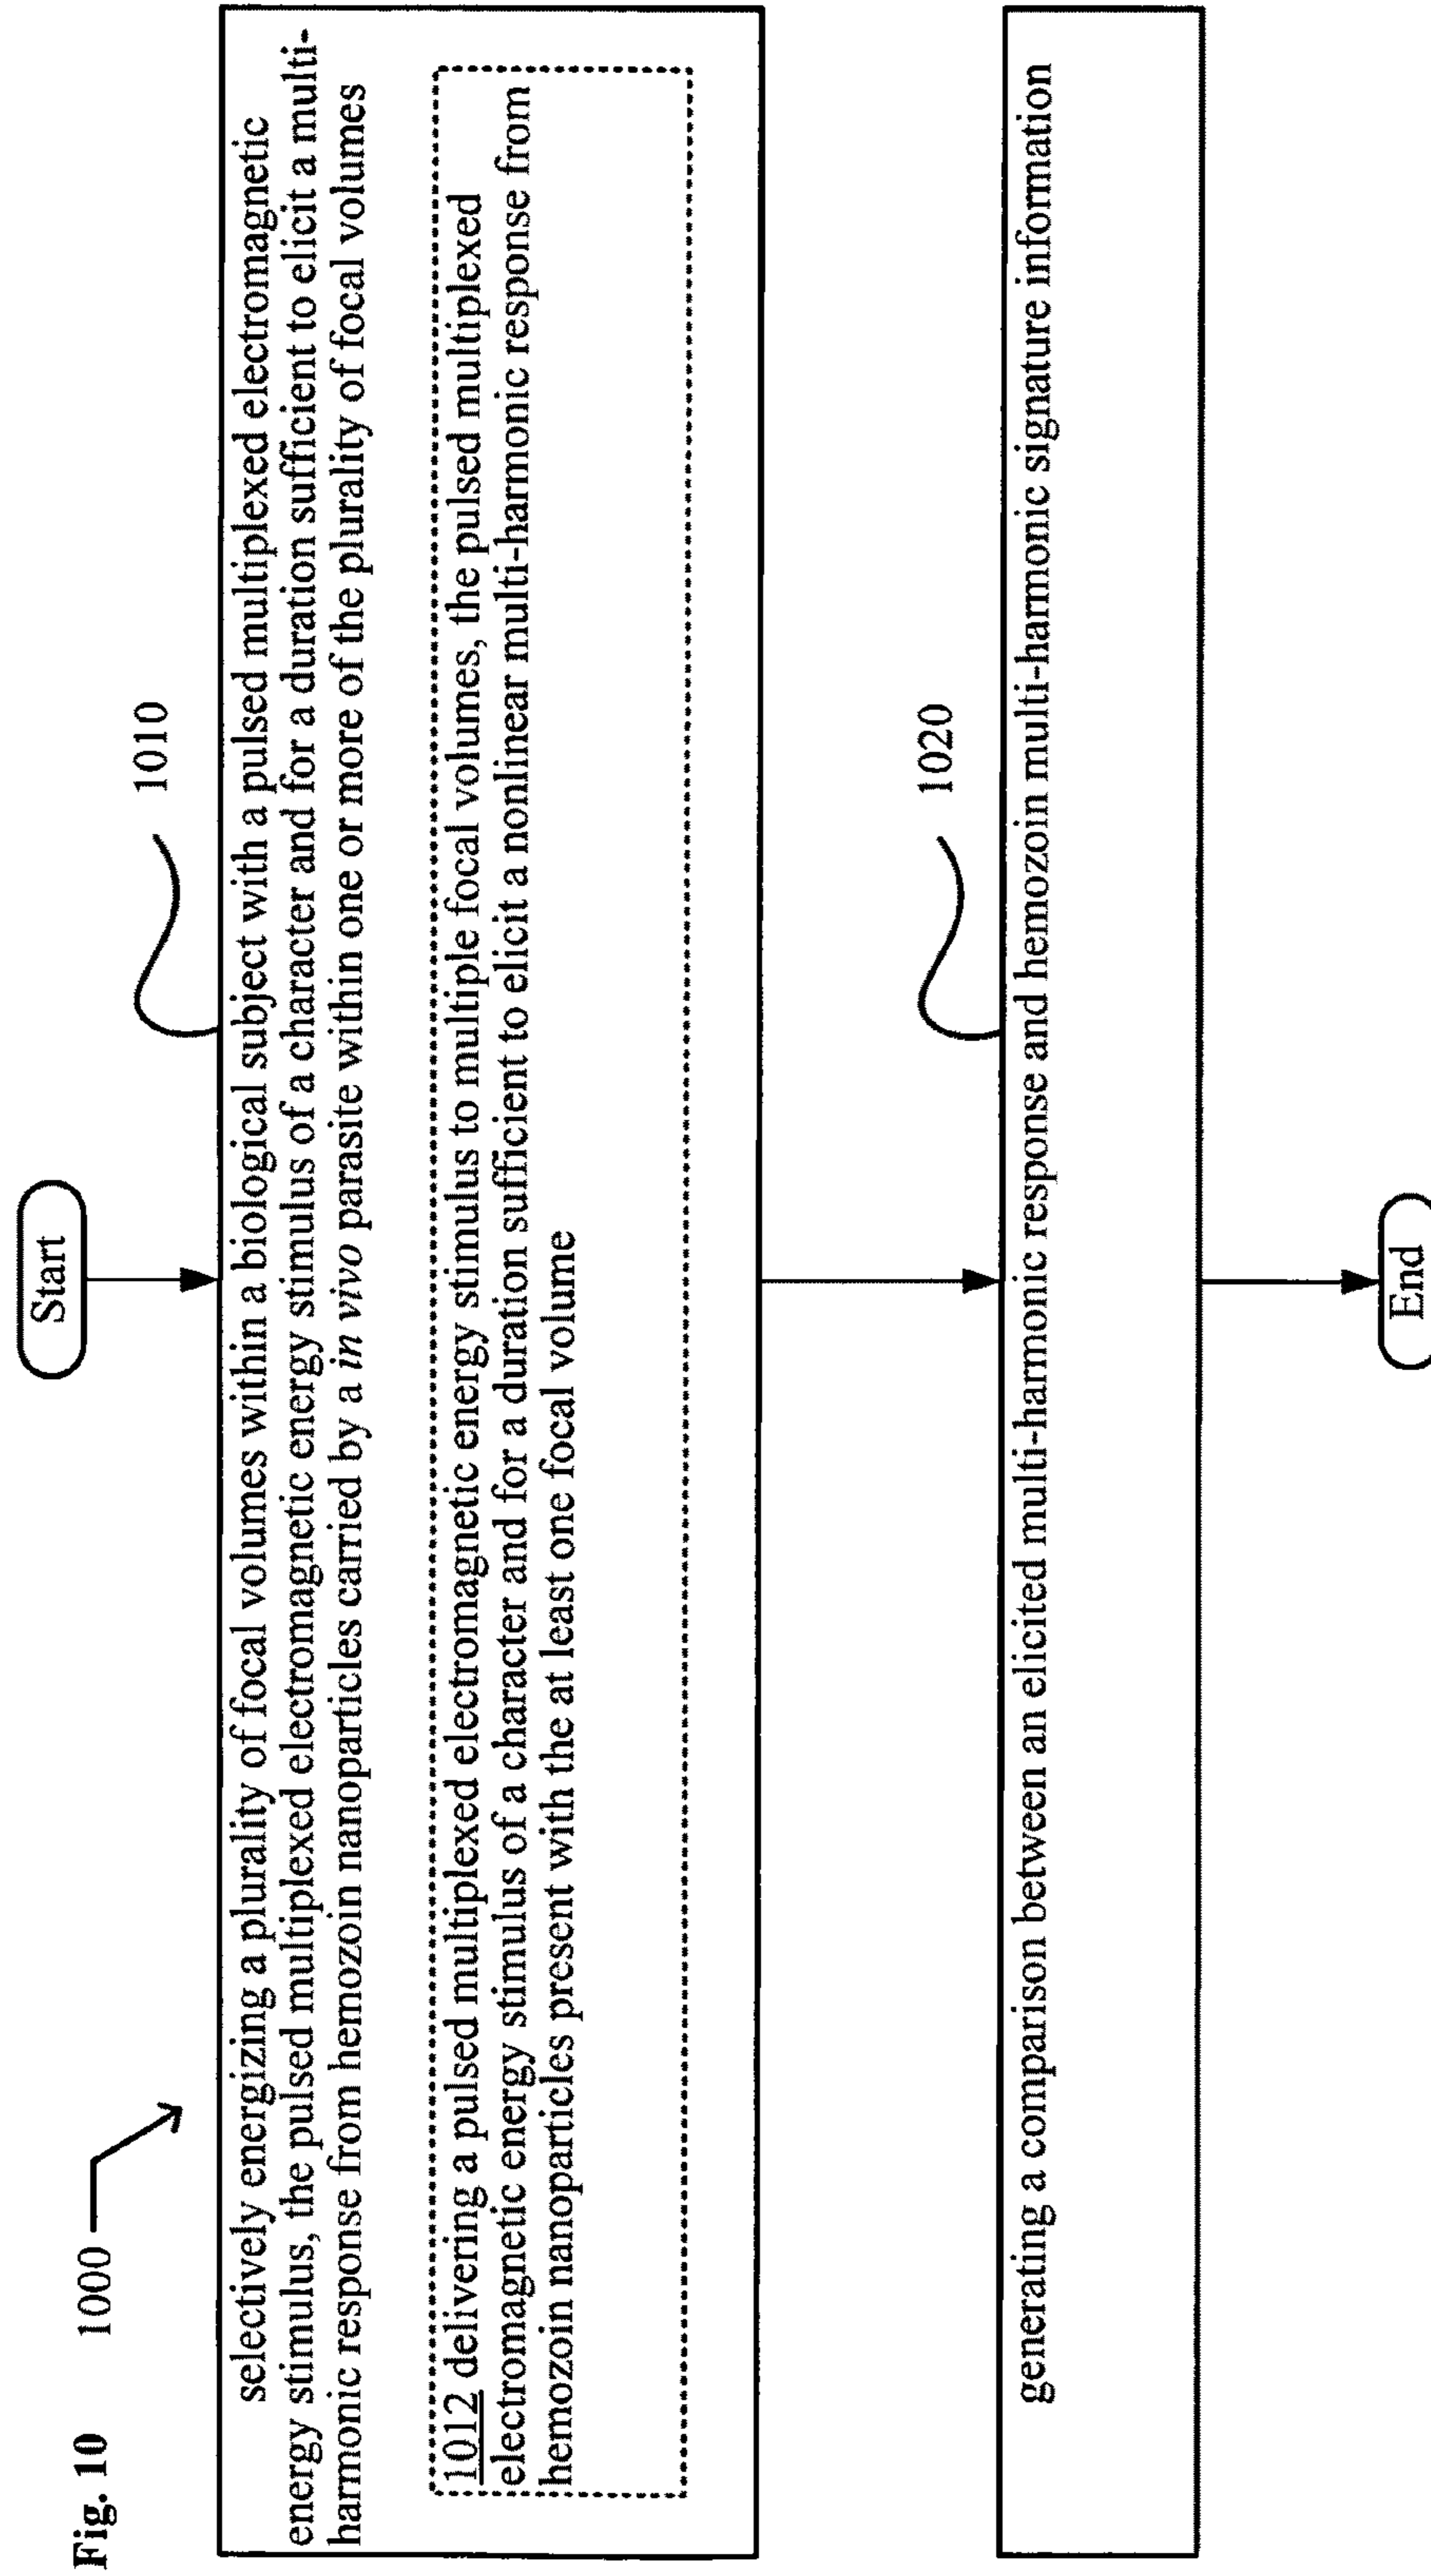 Fig. 10
1000
Start
1010
selectively energizing a plurality of focal volumes within a biological subject with a pulsed multiplexed electromagnetic
energy stimulus, the pulsed multiplexed electromagnetic energy stimulus of a character and for a duration sufficient to elicit a multi-
harmonic response from hemozoin nanoparticles carried by a in vivo parasite within one or more of the plurality of focal volumes
1012 delivering a pulsed multiplexed electromagnetic energy stimulus to multiple focal volumes, the pulsed multiplexed
electromagnetic energy stimulus of a character and for a duration sufficient to elicit a nonlinear multi-harmonic response from
hemozoin nanoparticles present with the at least one focal volume
1020
generating a comparison between an elicited multi-harmonic response and hemozoin multi-harmonic signature information
End